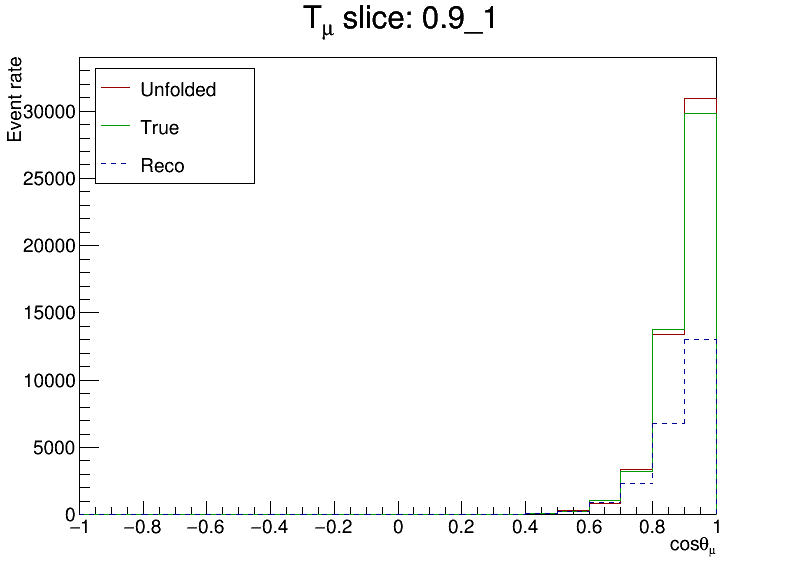 Tμ slice: 0.9_1
Event rate
Unfolded
True
Reco
30000
25000
20000
15000
10000
5000
0
−1 −0.8 −0.6 −0.4 −0.2 0 0.2 0.4 0.6 0.8 1
cosθμ